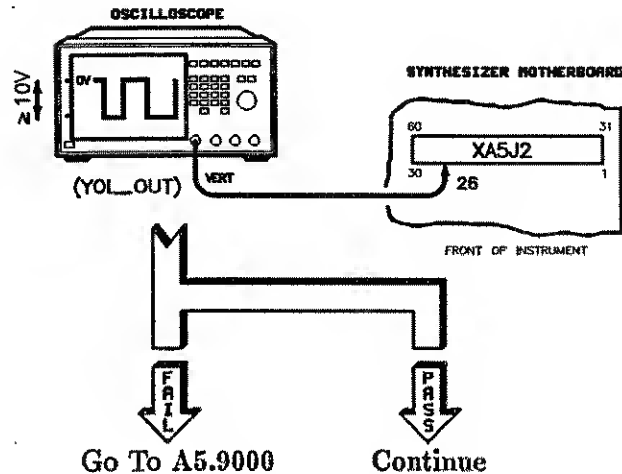 OSCILLOSCOPE
≥10V
0V
(YOL_OUT)
VERT
SYNTHESIZER MOTHERBOARD
60
31
XA5J2
30
26
1
FRONT OF INSTRUMENT
FAIL
PASS
Go To A5.9000
Continue